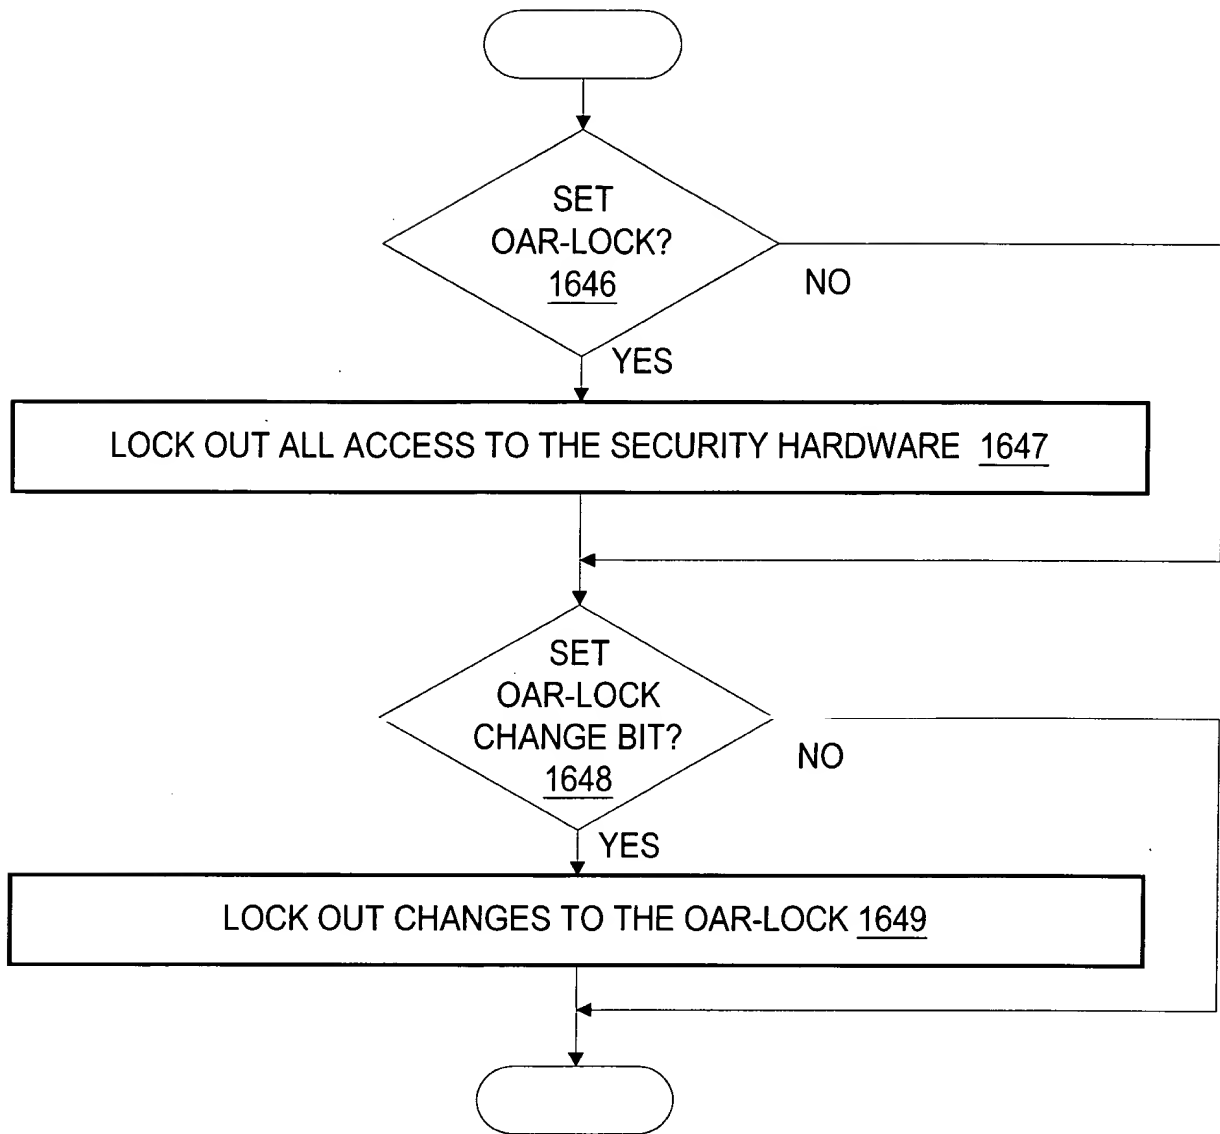 SET
OAR-LOCK?
1646
NO
YES
LOCK OUT ALL ACCESS TO THE SECURITY HARDWARE 1647
SET
OAR-LOCK
CHANGE BIT?
1648
NO
YES
LOCK OUT CHANGES TO THE OAR-LOCK 1649